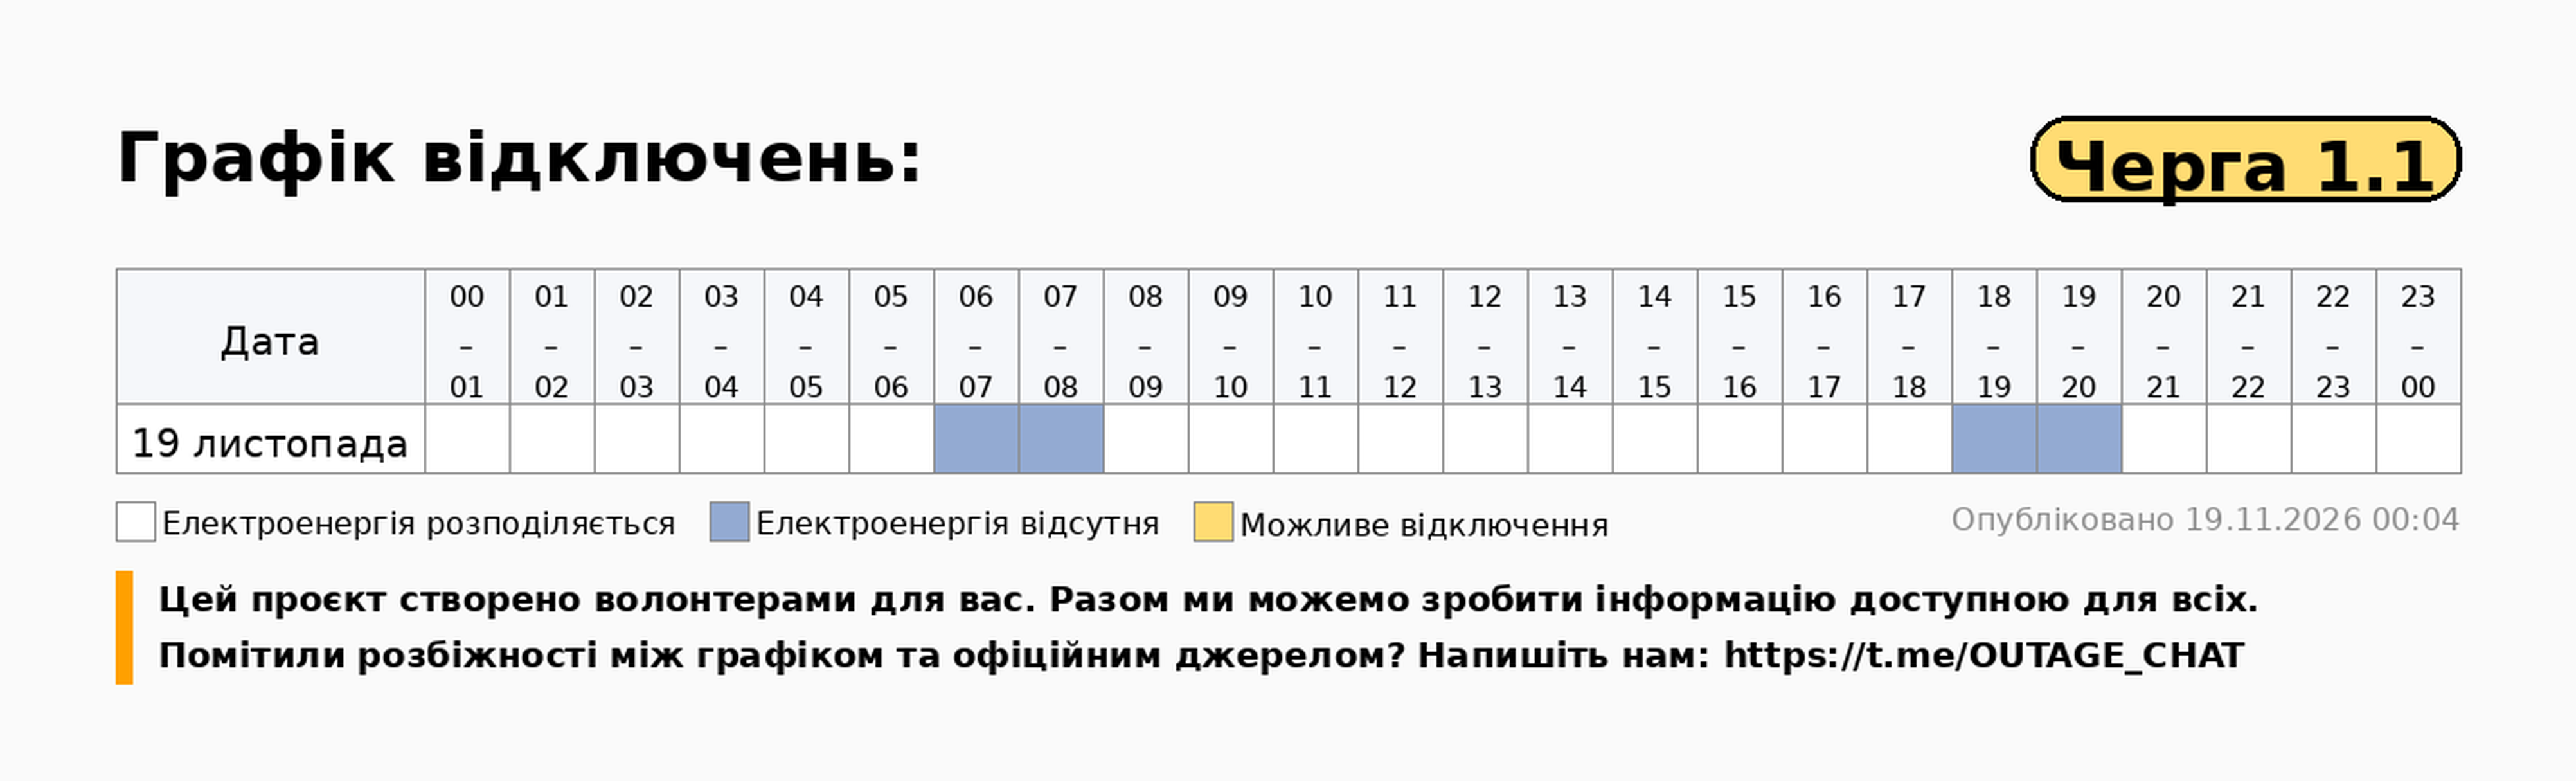 Графік відключень:
Черга 1.1
Дата 00 – 01 01 – 02 02 – 03 03 – 04 04 – 05 05 – 06 06 – 07 07 – 08 08 – 09 09 – 10 10 – 11 11 – 12 12 – 13 13 – 14 14 – 15 15 – 16 16 – 17 17 – 18 18 – 19 19 – 20 20 – 21 21 – 22 22 – 23 23 – 00
19 листопада
Електроенергія розподіляється Електроенергія відсутня Можливе відключення
Опубліковано 19.11.2026 00:04
Цей проєкт створено волонтерами для вас. Разом ми можемо зробити інформацію доступною для всіх.
Помітили розбіжності між графіком та офіційним джерелом? Напишіть нам: https://t.me/OUTAGE_CHAT